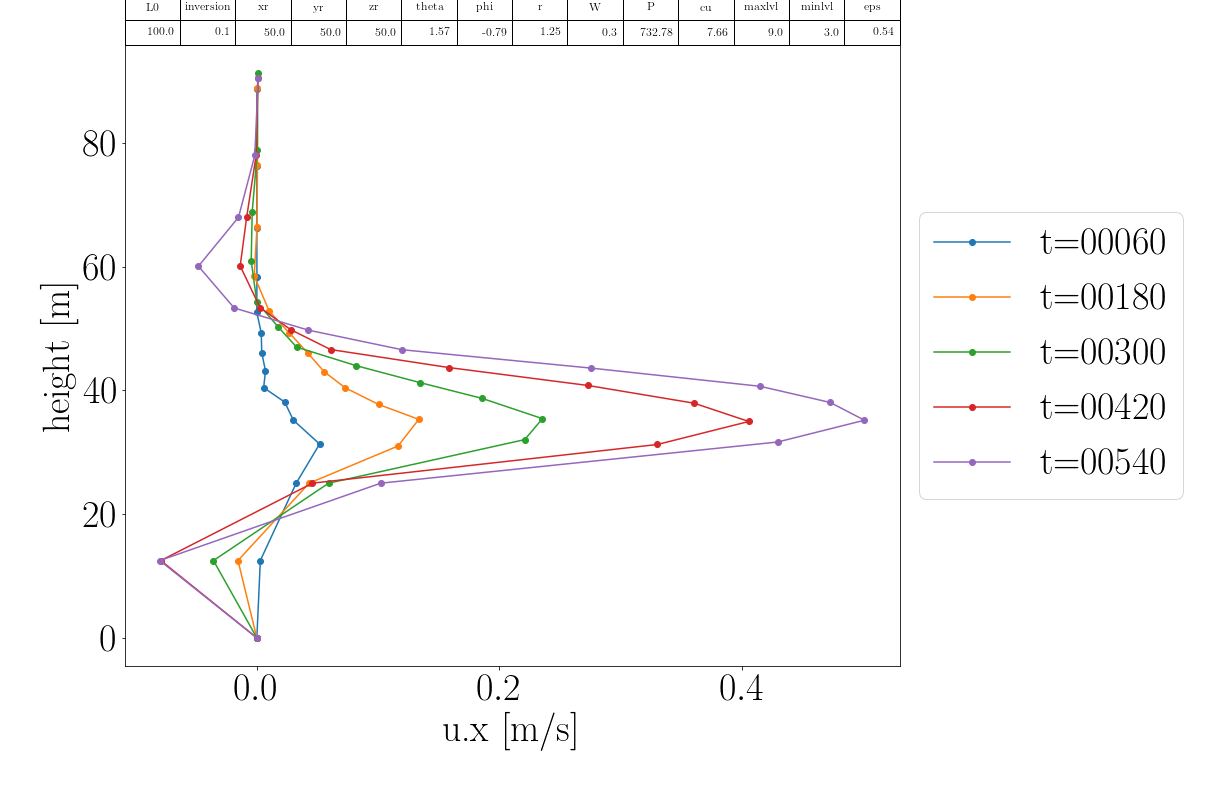 L0 inversion xr yr zr theta phi r W P cu maxlvl minlvl eps
100.0 0.1 50.0 50.0 50.0 1.57 -0.79 1.25 0.3 732.78 7.66 9.0 3.0 0.54
80
60
40
20
0
height [m]
0.0 0.2 0.4
u.x [m/s]
t=00060
t=00180
t=00300
t=00420
t=00540